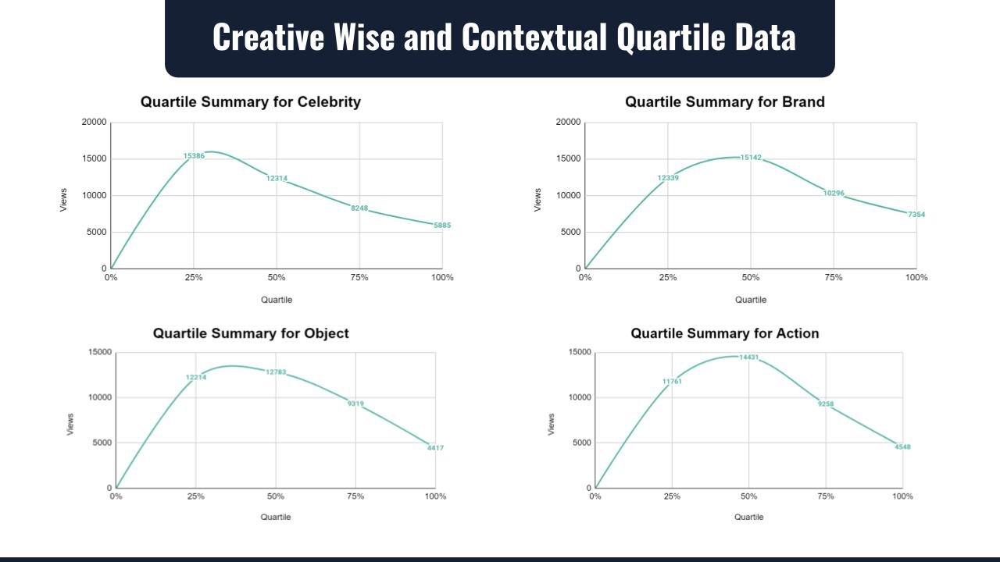 Creative Wise and Contextual Quartile Data
Quartile Summary for Celebrity
20000
15000
10000
5000
0
Views
15386
12314
8248
5885
0% 25% 50% 75% 100%
Quartile
Quartile Summary for Brand
20000
15000
10000
5000
0
Views
12339
15142
10296
7354
0% 25% 50% 75% 100%
Quartile
Quartile Summary for Object
15000
10000
5000
0
Views
12214
12783
9319
4417
0% 25% 50% 75% 100%
Quartile
Quartile Summary for Action
15000
10000
5000
0
Views
11761
14431
9258
4548
0% 25% 50% 75% 100%
Quartile